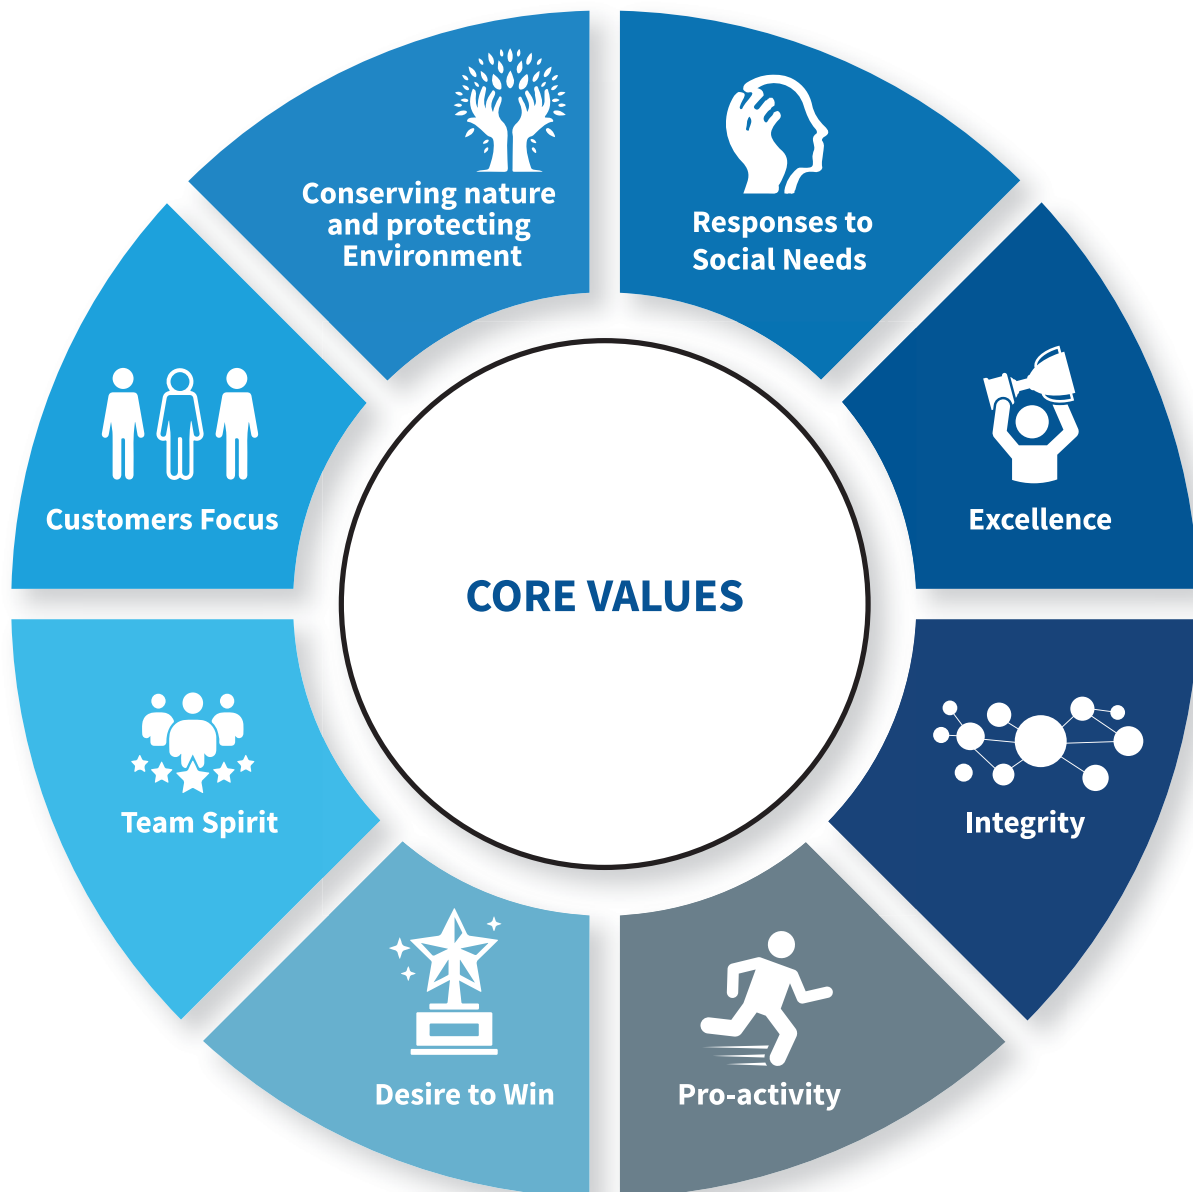 Conserving nature
and protecting
Environment
Responses to
Social Needs
Customers Focus
Excellence
CORE VALUES
Team Spirit
Integrity
Desire to Win
Pro-activity